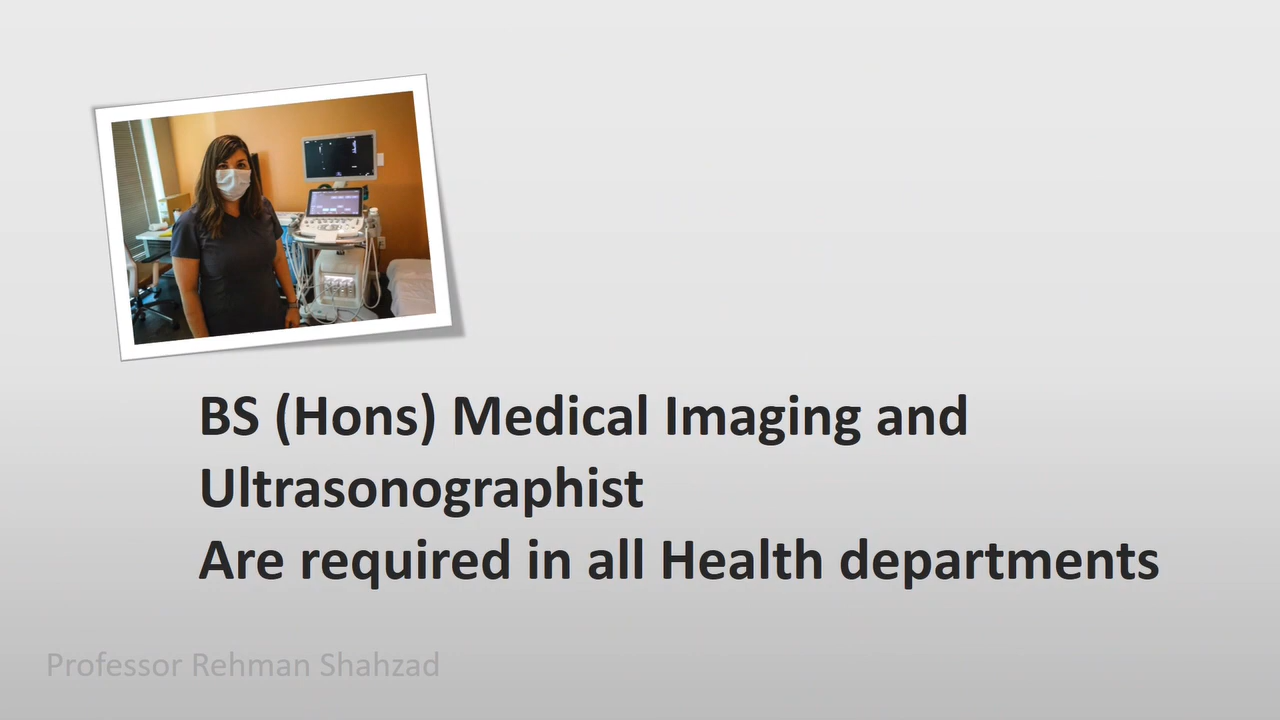 BS (Hons) Medical Imaging and
Ultrasonographist
Are required in all Health departments
Professor Rehman Shahzad